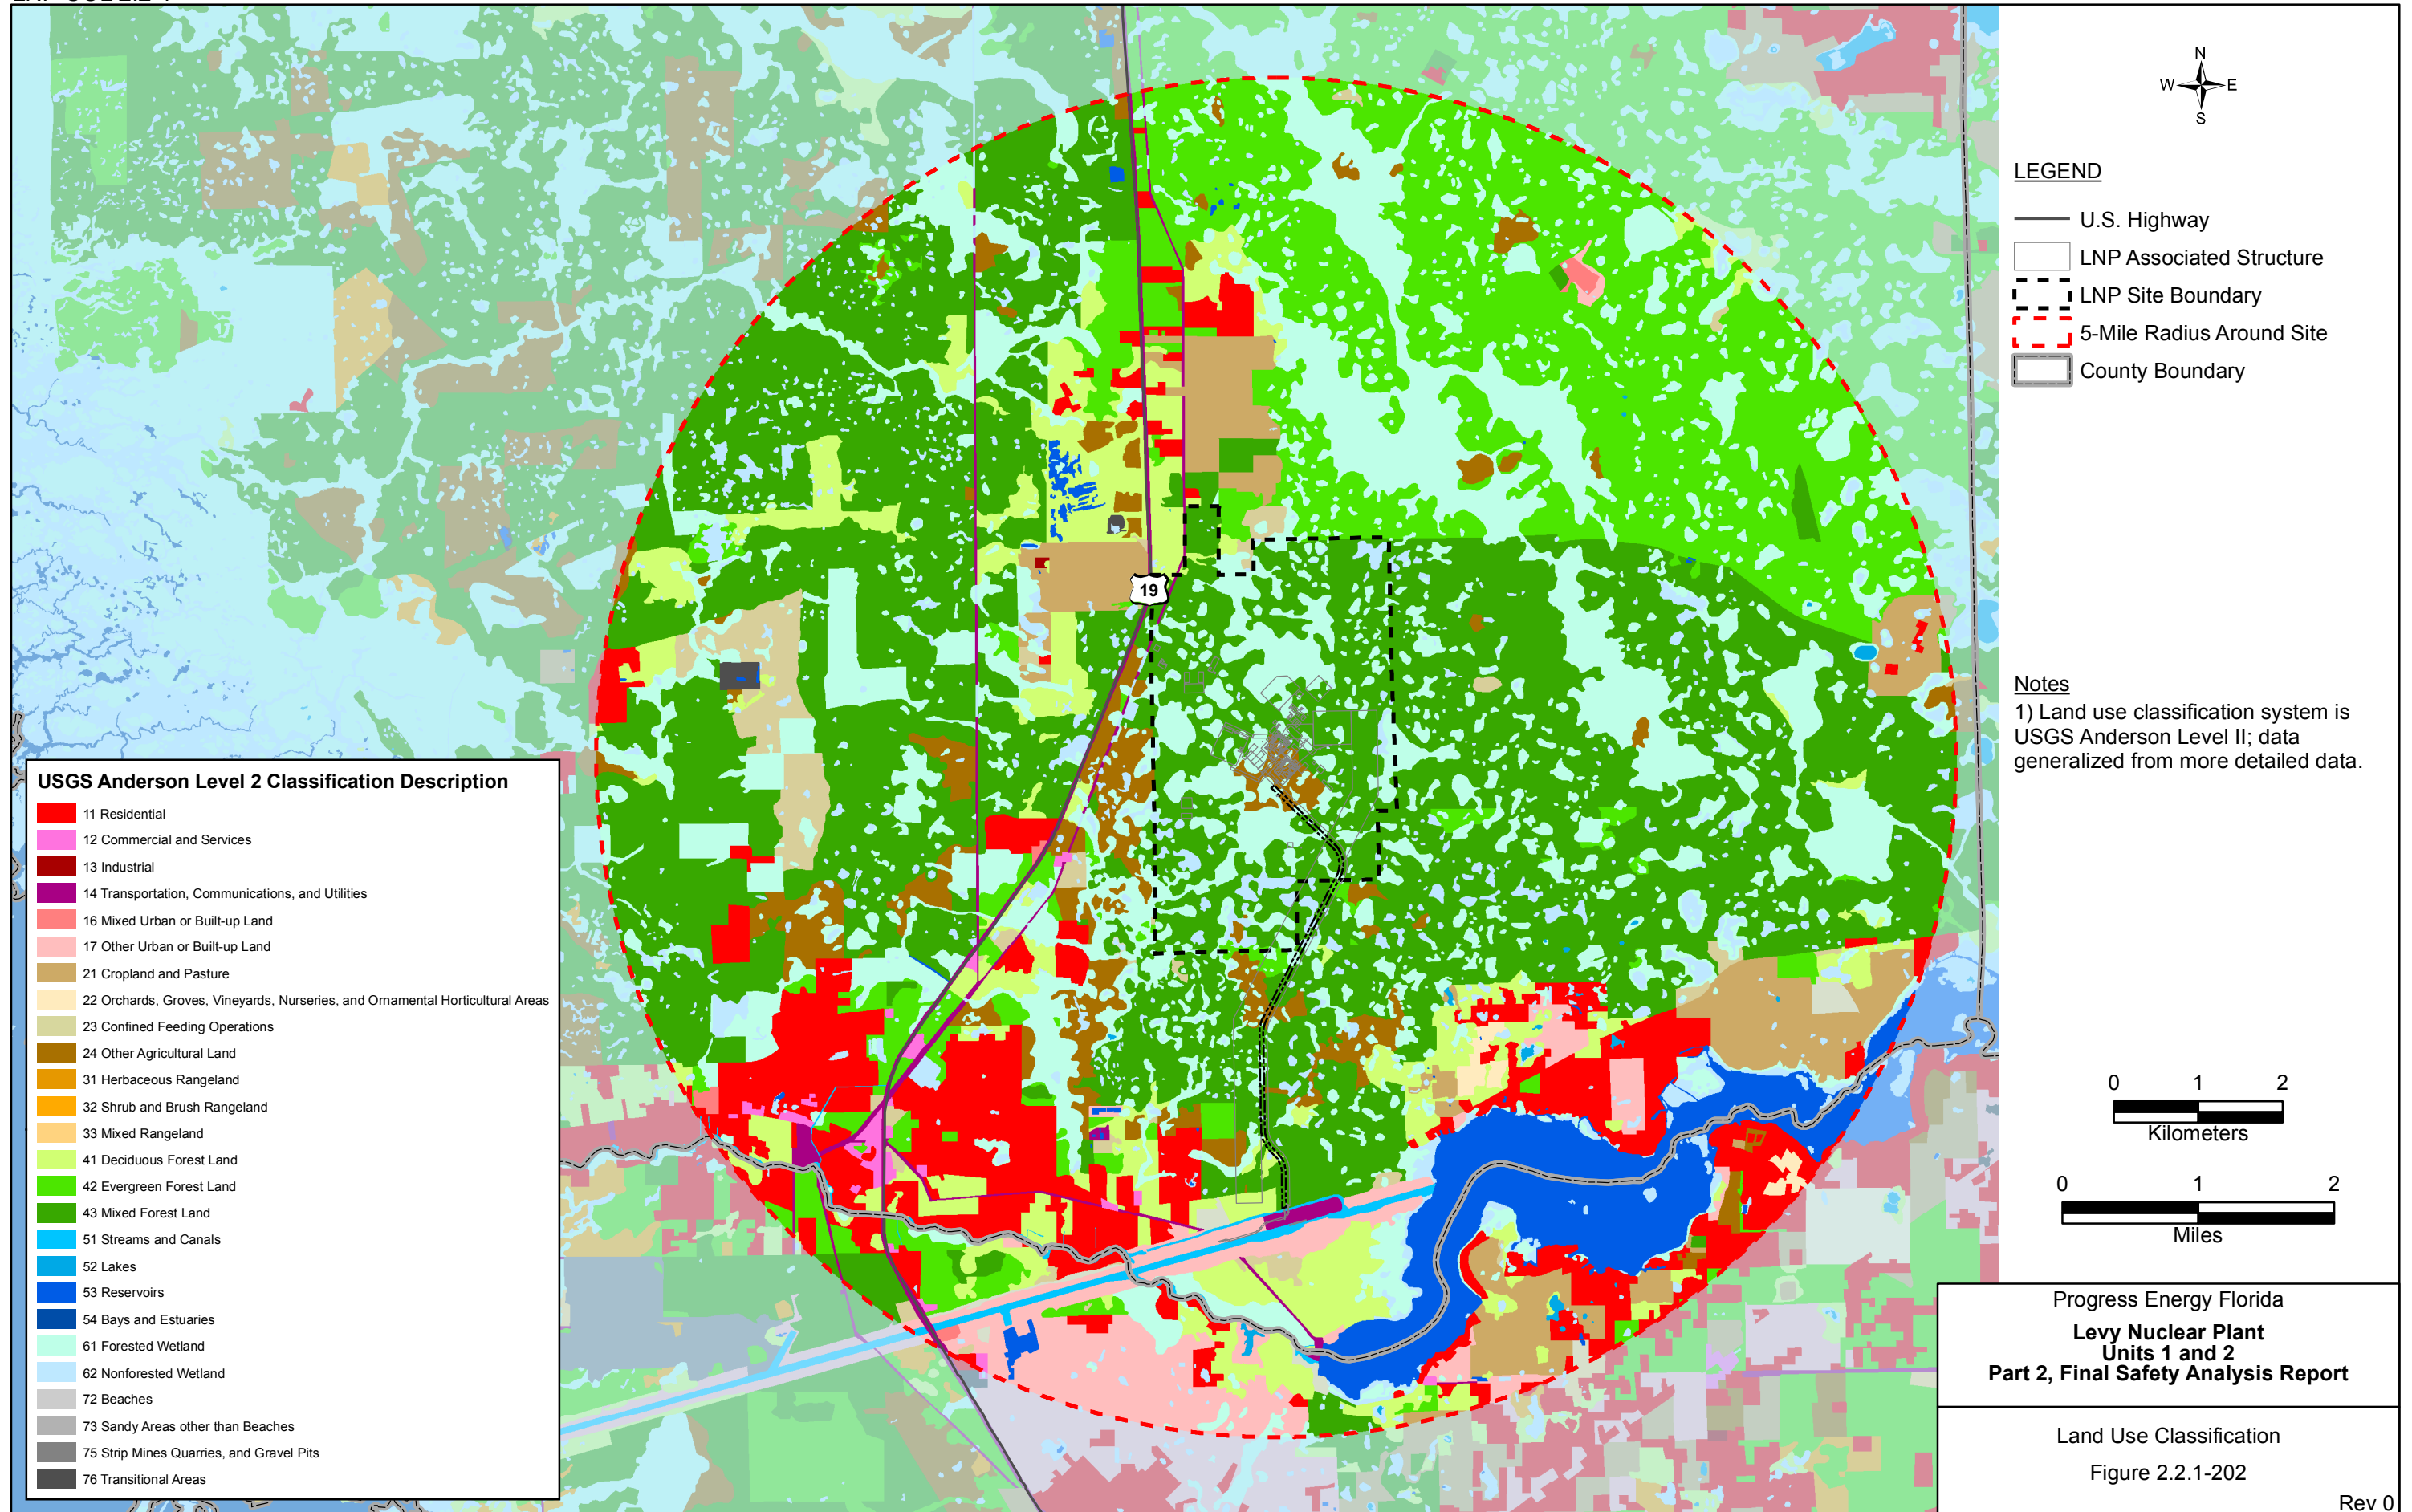 N
W E
S
LEGEND
U.S. Highway
LNP Associated Structure
LNP Site Boundary
5-Mile Radius Around Site
County Boundary
19
Notes
1) Land use classification system is
USGS Anderson Level II; data
generalized from more detailed data.
USGS Anderson Level 2 Classification Description
11 Residential
12 Commercial and Services
13 Industrial
14 Transportation, Communications, and Utilities
16 Mixed Urban or Built-up Land
17 Other Urban or Built-up Land
21 Cropland and Pasture
22 Orchards, Groves, Vineyards, Nurseries, and Ornamental Horticultural Areas
23 Confined Feeding Operations
24 Other Agricultural Land
31 Herbaceous Rangeland
32 Shrub and Brush Rangeland
33 Mixed Rangeland
41 Deciduous Forest Land
42 Evergreen Forest Land
43 Mixed Forest Land
51 Streams and Canals
52 Lakes
53 Reservoirs
54 Bays and Estuaries
61 Forested Wetland
62 Nonforested Wetland
72 Beaches
73 Sandy Areas other than Beaches
75 Strip Mines Quarries, and Gravel Pits
76 Transitional Areas
0 1 2
Kilometers
0 1 2
Miles
Progress Energy Florida
Levy Nuclear Plant
Units 1 and 2
Part 2, Final Safety Analysis Report
Land Use Classification
Figure 2.2.1-202
Rev 0